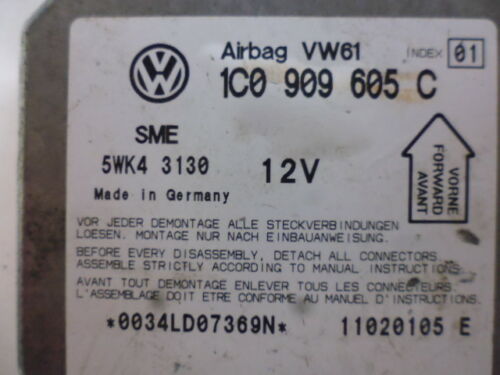 VW
Airbag VW61
INDEX 01
1C0 909 605 C
SME
5WK4 3130
12V
Made in Germany
VORNE
FORWARD
AVANT
VOR JEDER DEMONTAGE ALLE STECKVERBINDUNGEN
LOESEN. MONTAGE NUR NACH EINBAUANWEISUNG.
BEFORE EVERY DISASSEMBLY, DETACH ALL CONNECTORS.
ASSEMBLE STRICTLY ACCORDING TO MANUAL INSTRUCTIONS.
AVANT TOUT DEMONTAGE ENLEVER TOUS LES CONNECTEURS.
L'ASSEMBLAGE DOIT ETRE CONFORME AU MANUEL D'INSTRUCTIONS.
*0034LD07369N* 11020105 E